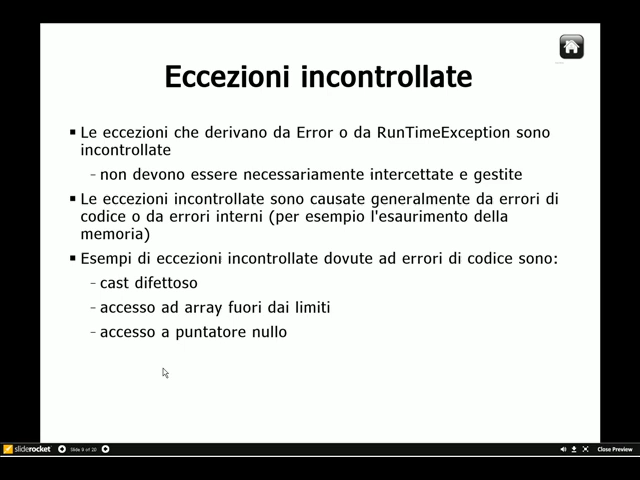 Eccezioni incontrollate
Le eccezioni che derivano da Error o da RunTimeException sono
incontrollate
- non devono essere necessariamente intercettate e gestite
Le eccezioni incontrollate sono causate generalmente da errori di
codice o da errori interni (per esempio l'esaurimento della
memoria)
Esempi di eccezioni incontrollate dovute ad errori di codice sono:
- cast difettoso
- accesso ad array fuori dai limiti
- accesso a puntatore nullo
sliderocket Slide 9 of 20 Close Preview